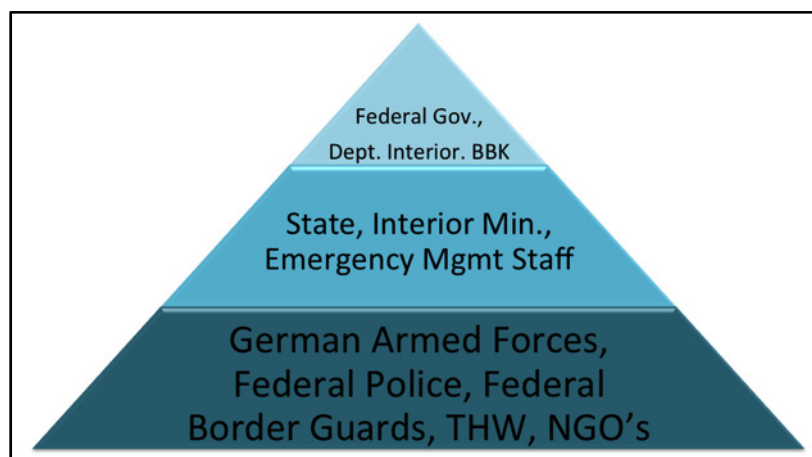 Federal Gov.,
Dept. Interior. BBK
State, Interior Min.,
Emergency Mgmt Staff
German Armed Forces,
Federal Police, Federal
Border Guards, THW, NGO's